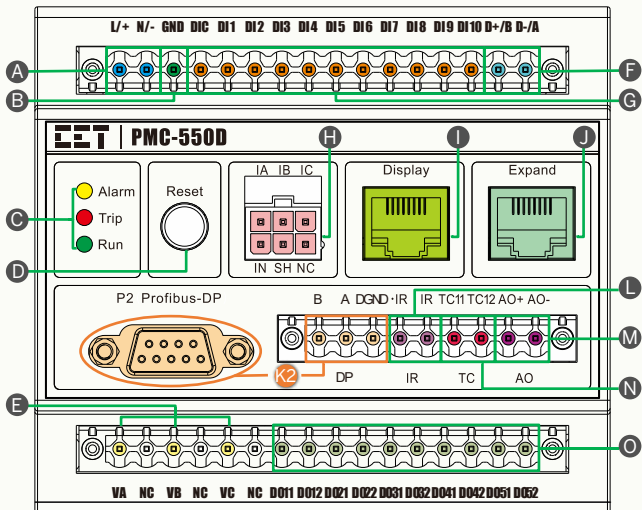 L/+ N/- GND DIC DI1 DI2 DI3 DI4 DI5 DI6 DI7 DI8 DI9 DI10 D+/B D-/A
A
F
B
G
CET PMC-550D
H
I
J
IA IB IC
Display
Expand
Alarm
Reset
C
Trip
Run
D
IN SH NC
L
P2 Profibus-DP
B A DGND·IR IR TC11 TC12 AO+ AO-
M
K2
DP IR TC AO
N
E
O
VA NC VB NC VC NC DO11 DO12 DO21 DO22 DO31 DO32 DO41 DO42 DO51 DO52